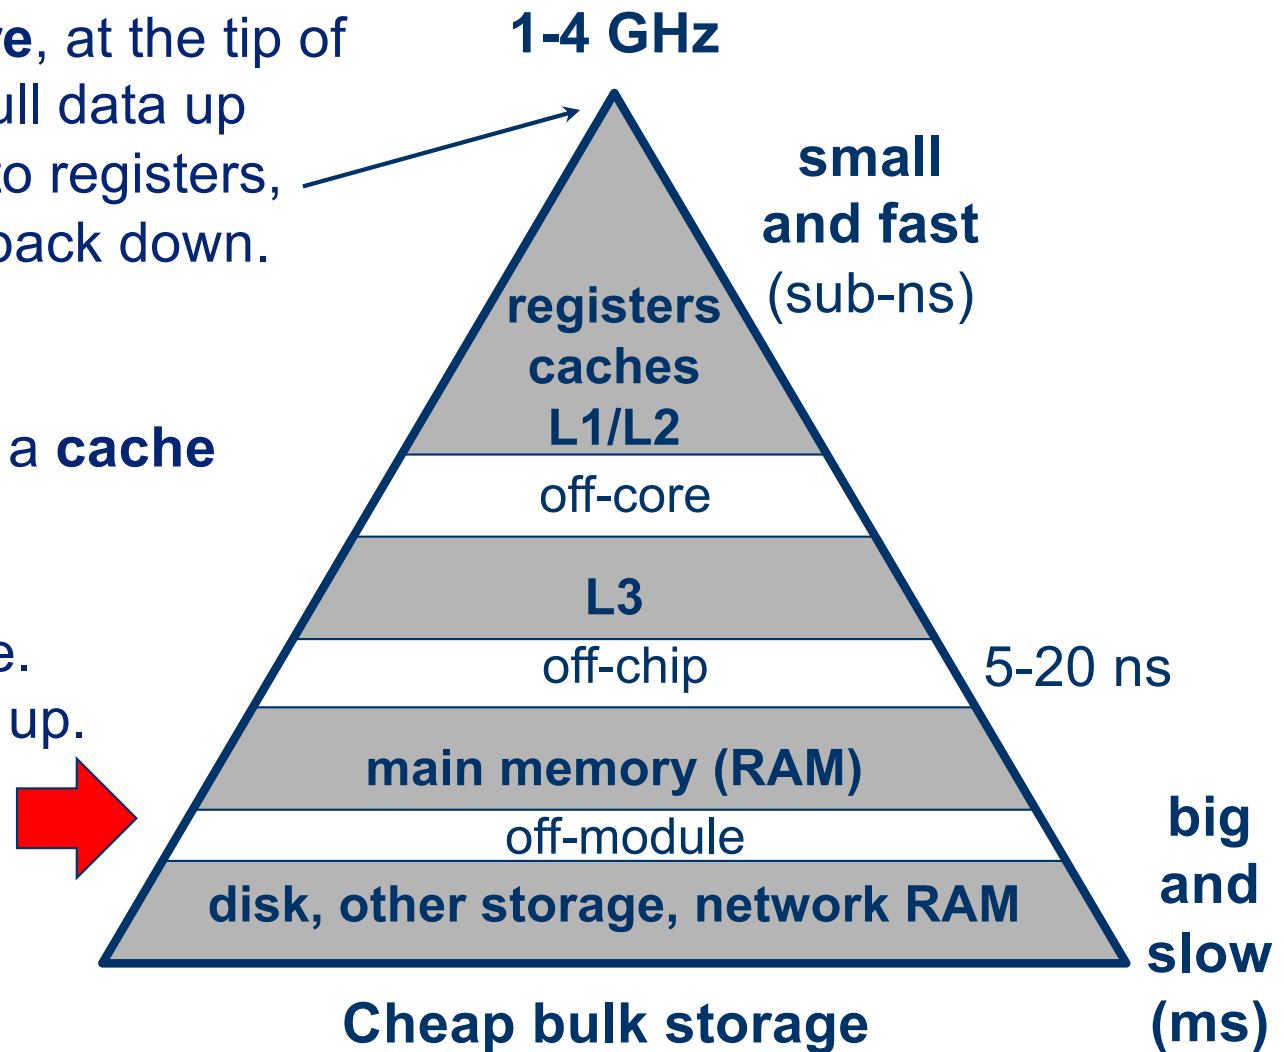 1-4 GHz
, at the tip of
data up
to registers,
back down.
small
and fast
(sub-ns)
registers
caches
L1/L2
a cache
off-core
L3
off-chip
5-20 ns
up.
main memory (RAM)
off-module
disk, other storage, network RAM
big
and
slow
(ms)
Cheap bulk storage